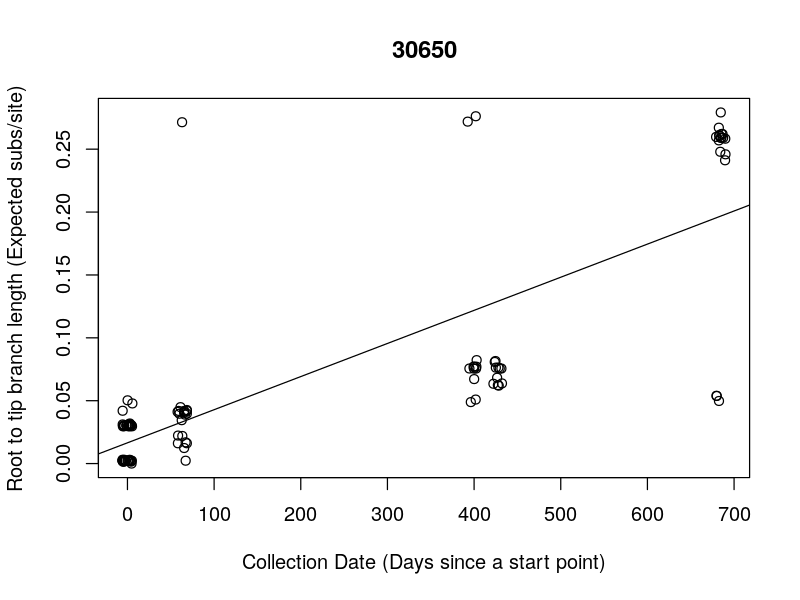 30650
Root to tip branch length (Expected subs/site)
0.25
0.20
0.15
0.10
0.05
0.00
0 100 200 300 400 500 600 700
Collection Date (Days since a start point)